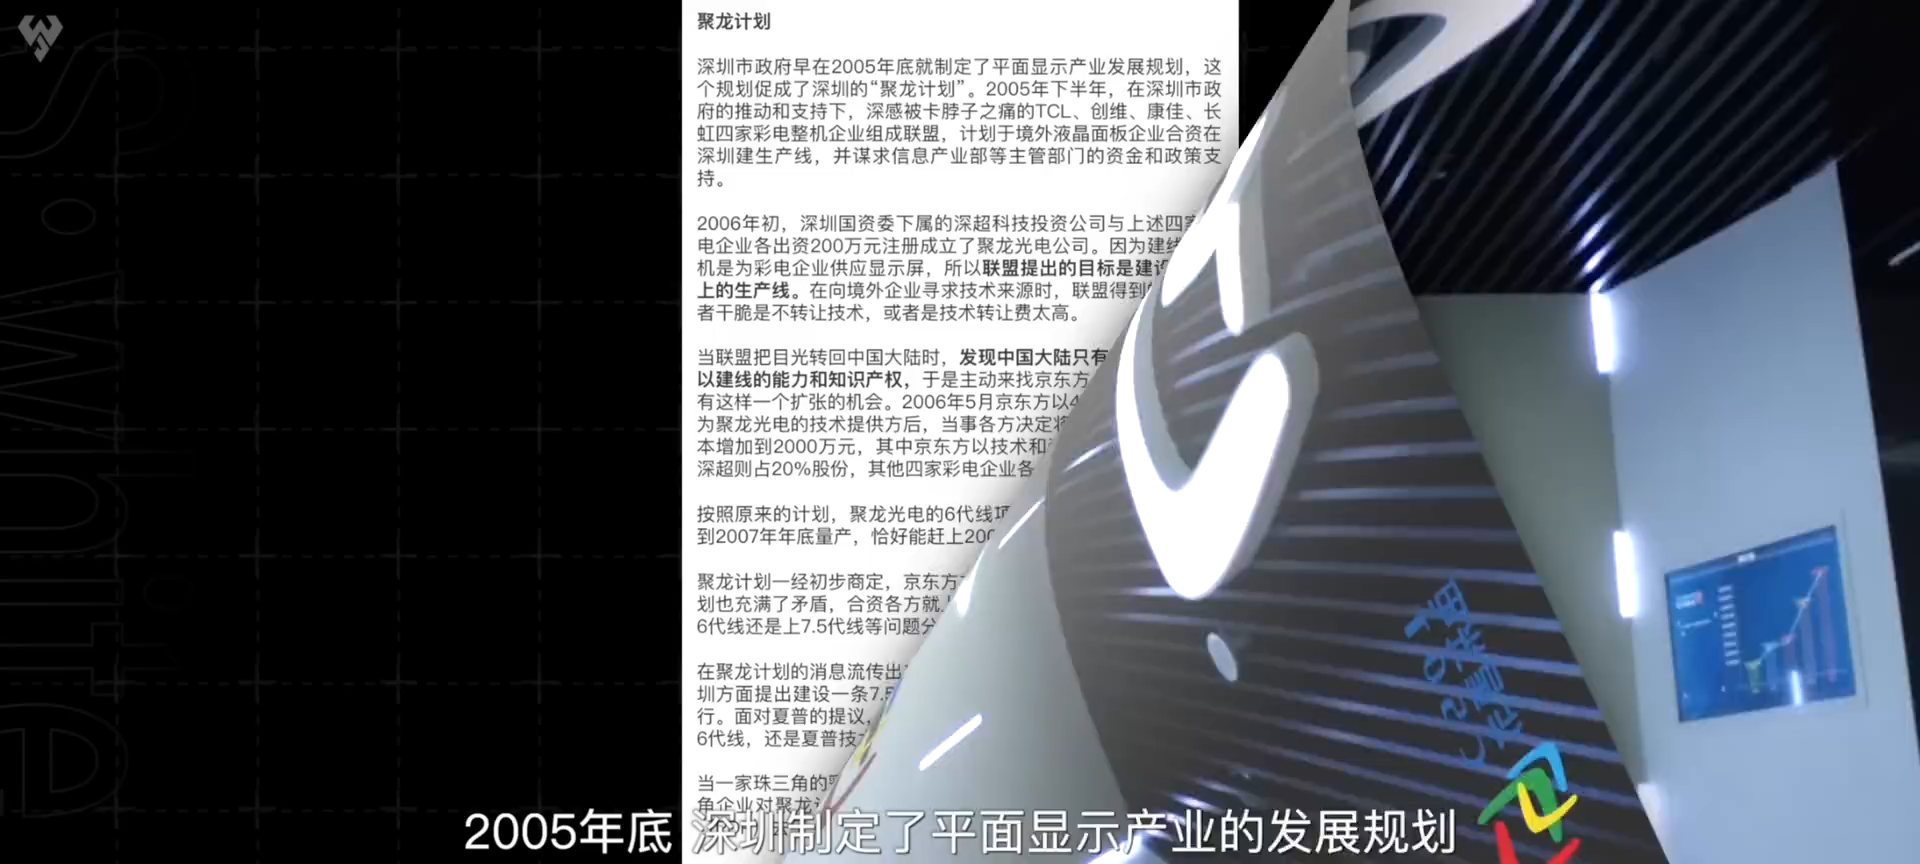 聚龙计划
深圳市政府早在2005年底就制定了平面显示产业发展规划，这
个规划促成了深圳的“聚龙计划”。2005年下半年，在深圳市政
府的推动和支持下，深感被卡脖子之痛的TCL、创维、康佳、长
虹四家彩电整机企业组成联盟，计划于境外液晶面板企业合资在
深圳建生产线，并谋求信息产业部等主管部门的资金和政策支
持。
2006年初，深圳国资委下属的深超科技投资公司与上述四
电企业各出资200万元注册成立了聚龙光电公司。因为建
机是为彩电企业供应显示屏，所以联盟提出的目标是建
上的生产线。在向境外企业寻求技术来源时，联盟得到
者干脆是不转让技术，或者是技术转让费太高。
当联盟把目光转回中国大陆时，发现中国大陆只有
以建线的能力和知识产权，于是主动来找京东方
有这样一个扩张的机会。2006年5月京东方以4
为聚龙光电的技术提供方后，当事各方决定
本增加到2000万元，其中京东方以技术和
深超则占20%股份，其他四家彩电企业各
按照原来的计划，聚龙光电的6代线
到2007年年底量产，恰好能赶上200
聚龙计划一经初步商定，京东方
划也充满了矛盾，合资各方就
6代线还是上7.5代线等问题
在聚龙计划的消息流传出
圳方面提出建设一条7.5
行。面对夏普的提议，
6代线，还是夏普技
当一家珠三角的
角企业对聚龙
2005年底 深圳制定了平面显示产业的发展规划
S·white